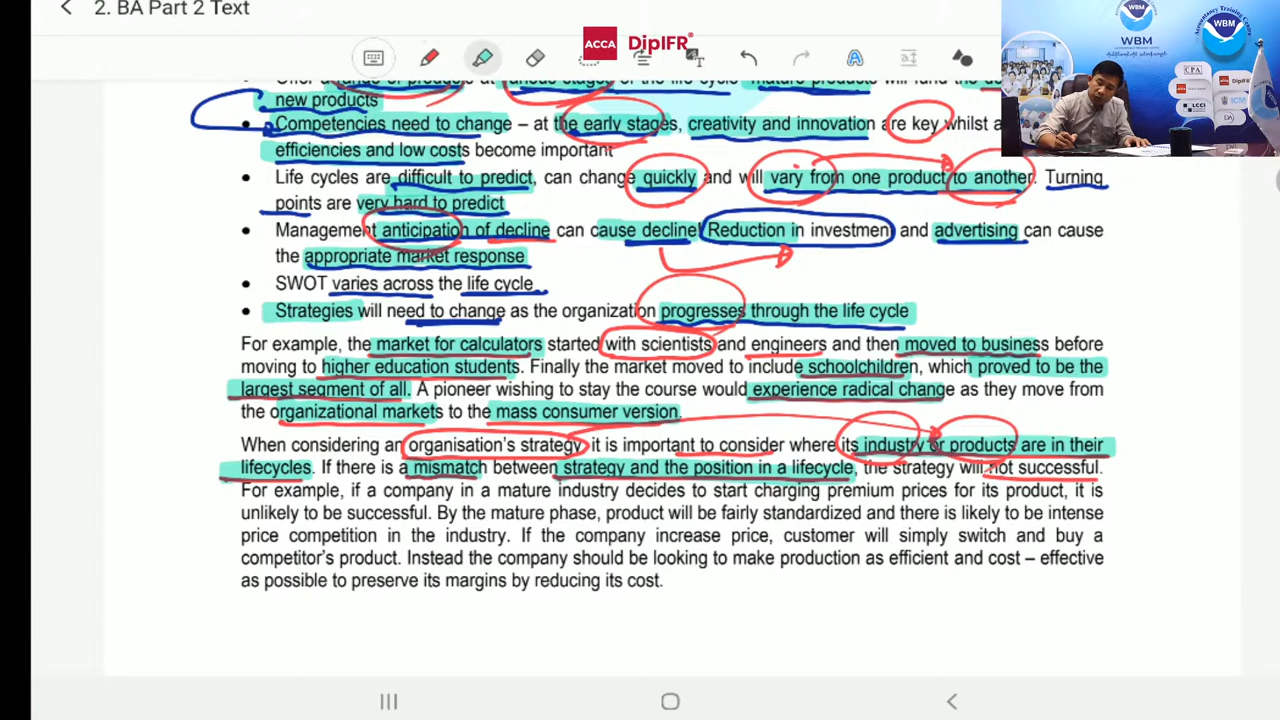 2. BA Part 2 Text
ACCA DipIFR
WBM
WBM
WBM
CPA
ACCA DipIFR
LCCI ICM
new products
Competencies need to change – at the early stages, creativity and innovation are key whilst
efficiencies and low costs become important
Life cycles are difficult to predict, can change quickly and will vary from one product to another. Turning
points are very hard to predict
Management anticipation of decline can cause decline! Reduction in investment and advertising can cause
the appropriate market response
SWOT varies across the life cycle
Strategies will need to change as the organization progresses through the life cycle
For example, the market for calculators started with scientists and engineers and then moved to business before
moving to higher education students. Finally the market moved to include schoolchildren, which proved to be the
largest segment of all. A pioneer wishing to stay the course would experience radical change as they move from
the organizational markets to the mass consumer version.
When considering an organisation's strategy it is important to consider where its industry or products are in their
lifecycles. If there is a mismatch between strategy and the position in a lifecycle, the strategy will not successful.
For example, if a company in a mature industry decides to start charging premium prices for its product, it is
unlikely to be successful. By the mature phase, product will be fairly standardized and there is likely to be intense
price competition in the industry. If the company increase price, customer will simply switch and buy a
competitor's product. Instead the company should be looking to make production as efficient and cost – effective
as possible to preserve its margins by reducing its cost.